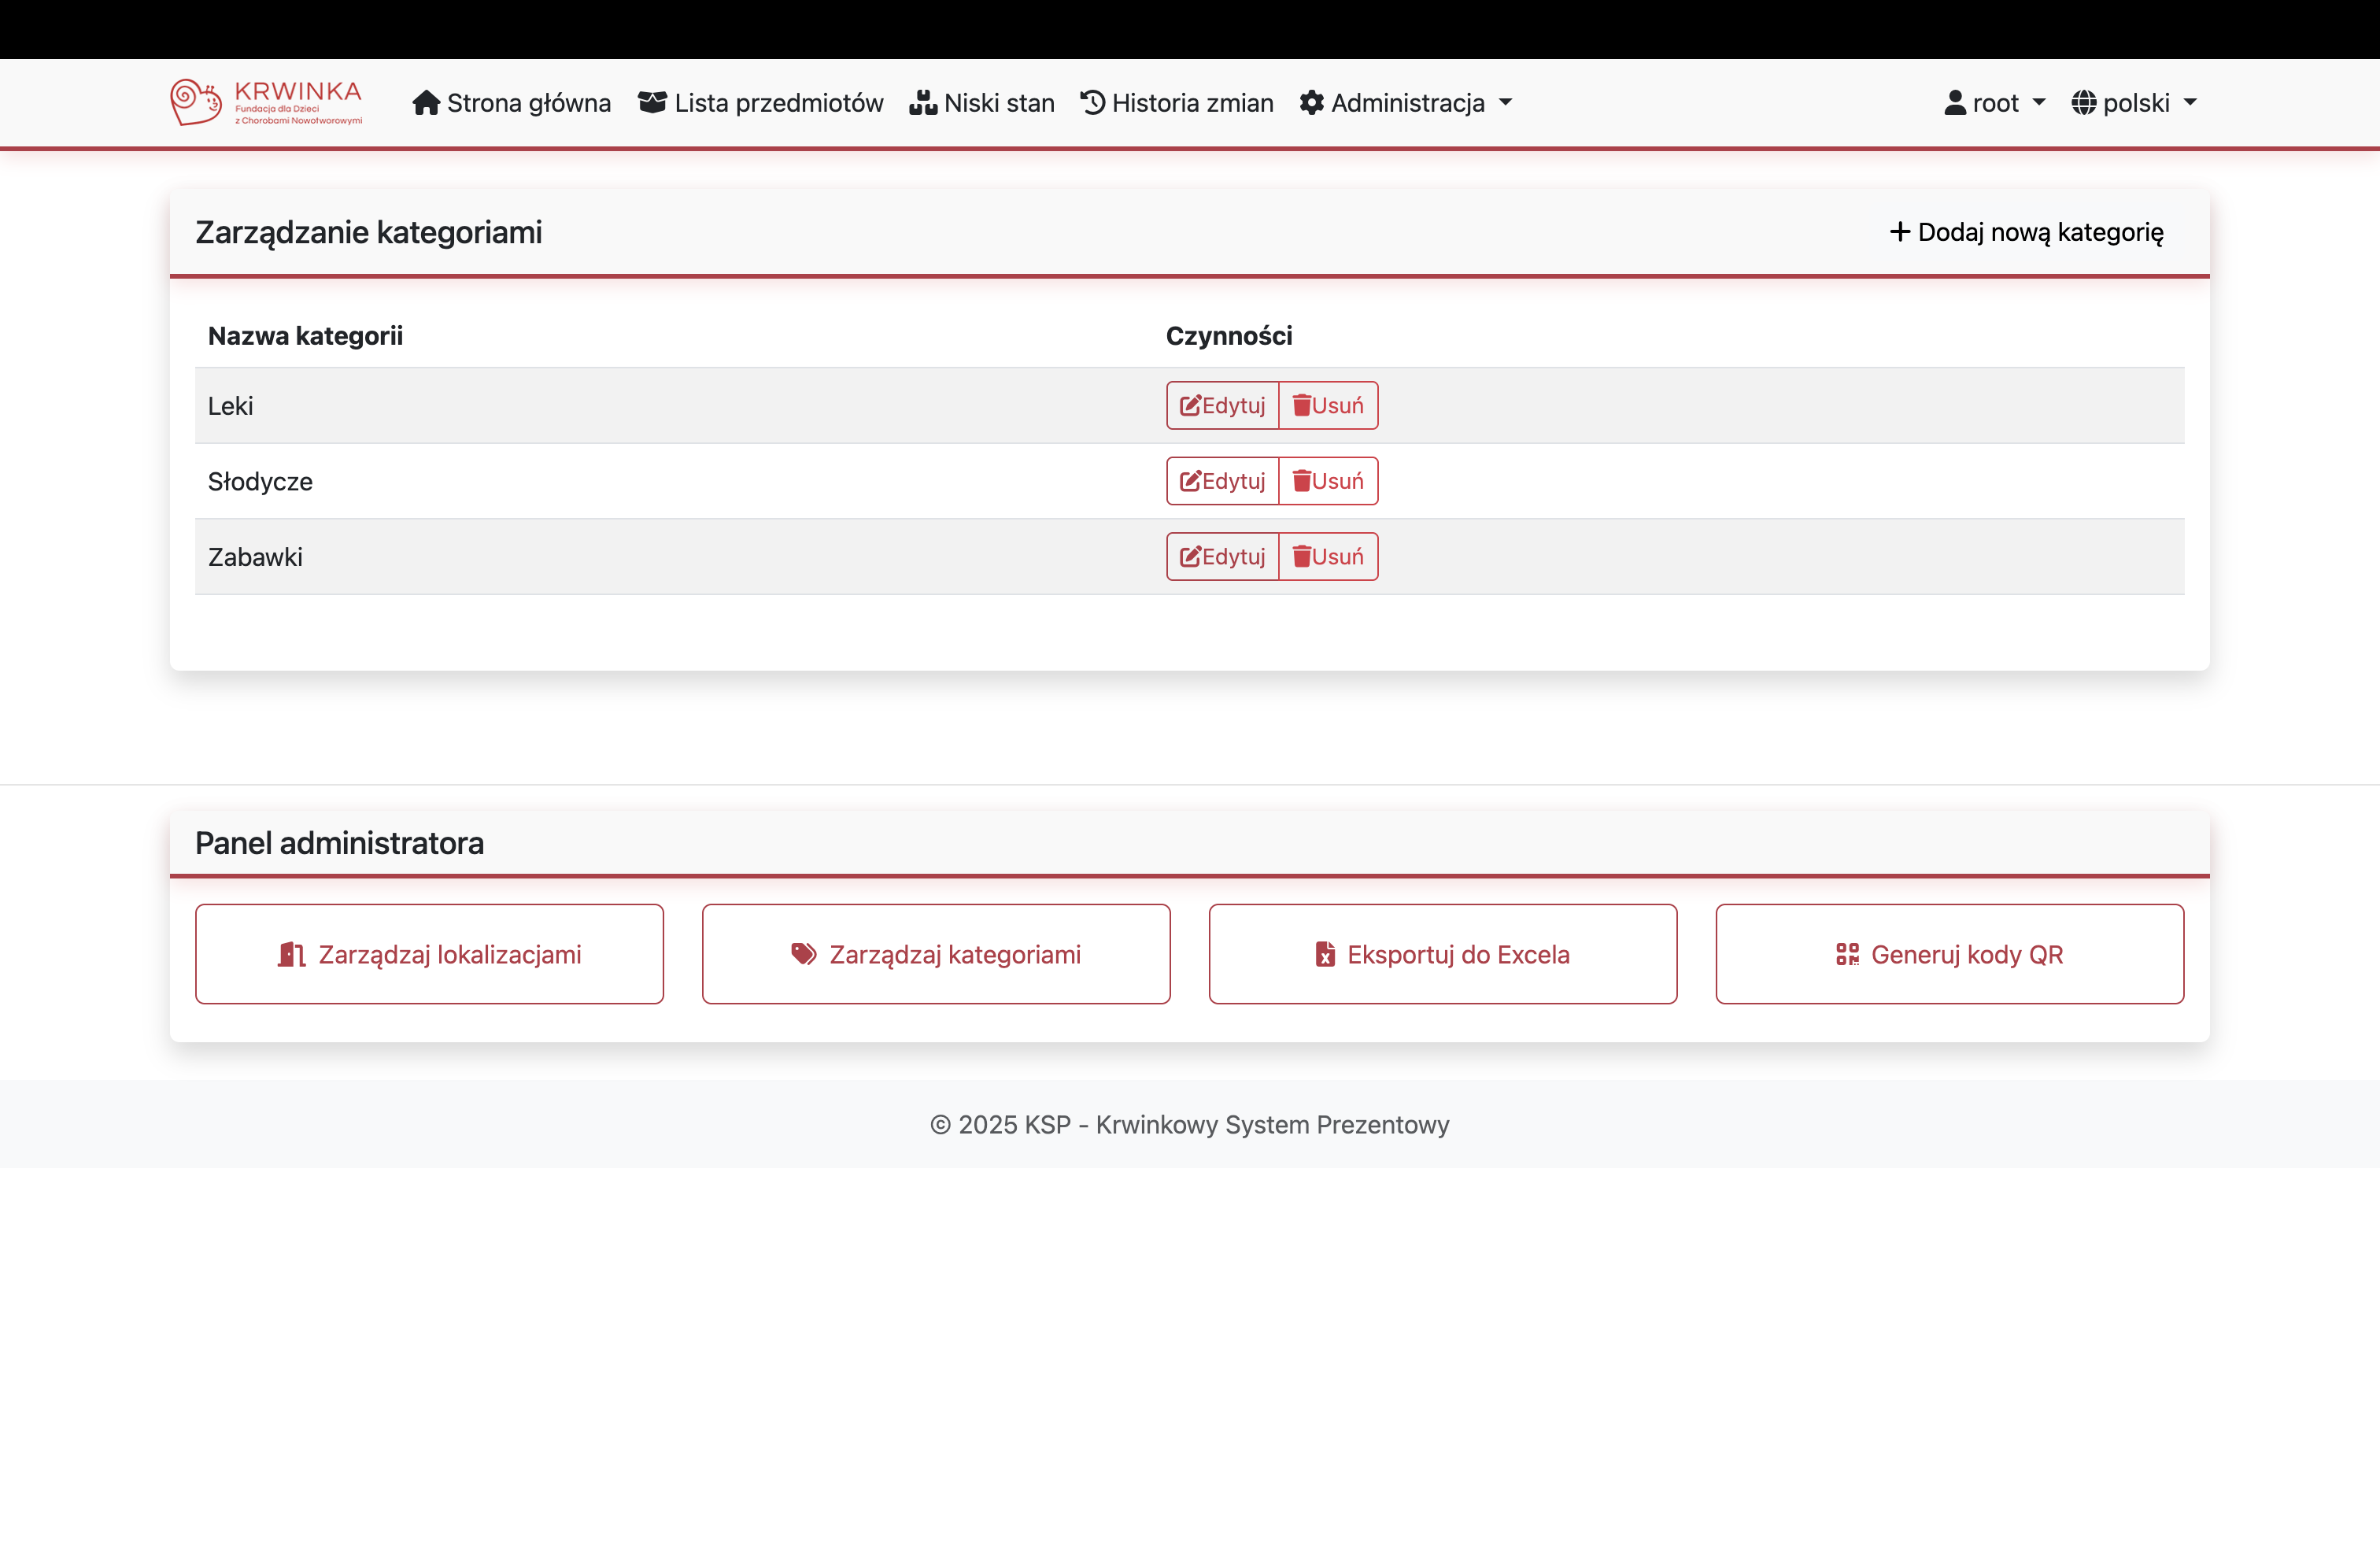 KRWINKA
Fundacja dla Dzieci
z Chorobami Nowotworowymi
Strona główna Lista przedmiotów Niski stan Historia zmian Administracja root polski
Zarządzanie kategoriami Dodaj nową kategorię
Nazwa kategorii Czynności
Leki Edytuj Usuń
Słodycze Edytuj Usuń
Zabawki Edytuj Usuń
Panel administratora
Zarządzaj lokalizacjami Zarządzaj kategoriami Eksportuj do Excela Generuj kody QR
© 2025 KSP - Krwinkowy System Prezentowy